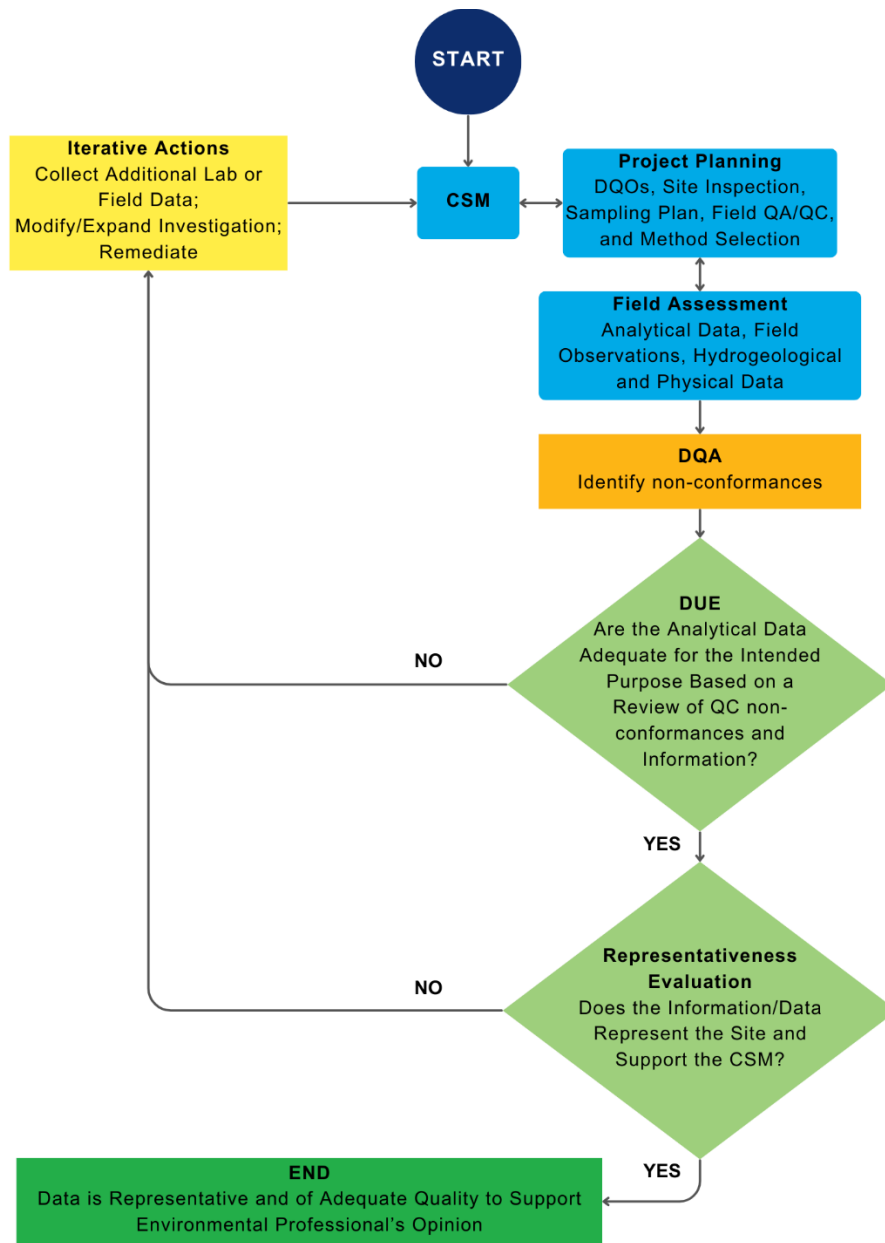 START
Iterative Actions
Collect Additional Lab or
Field Data;
Modify/Expand Investigation;
Remediate
CSM
Project Planning
DQOs, Site Inspection,
Sampling Plan, Field QA/QC,
and Method Selection
Field Assessment
Analytical Data, Field
Observations, Hydrogeological
and Physical Data
DQA
Identify non-conformances
DUE
Are the Analytical Data
Adequate for the Intended
Purpose Based on a
Review of QC non-
conformances and
Information?
NO
YES
Representativeness
Evaluation
Does the Information/Data
Represent the Site and
Support the CSM?
NO
YES
END
Data is Representative and of Adequate Quality to Support
Environmental Professional's Opinion